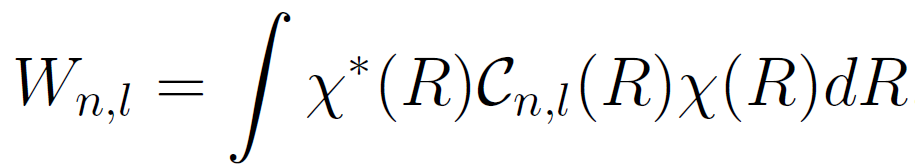 $W_{n,l} = \int \chi^{*}(R)\mathcal{C}_{n,l}(R)\chi(R)dR$